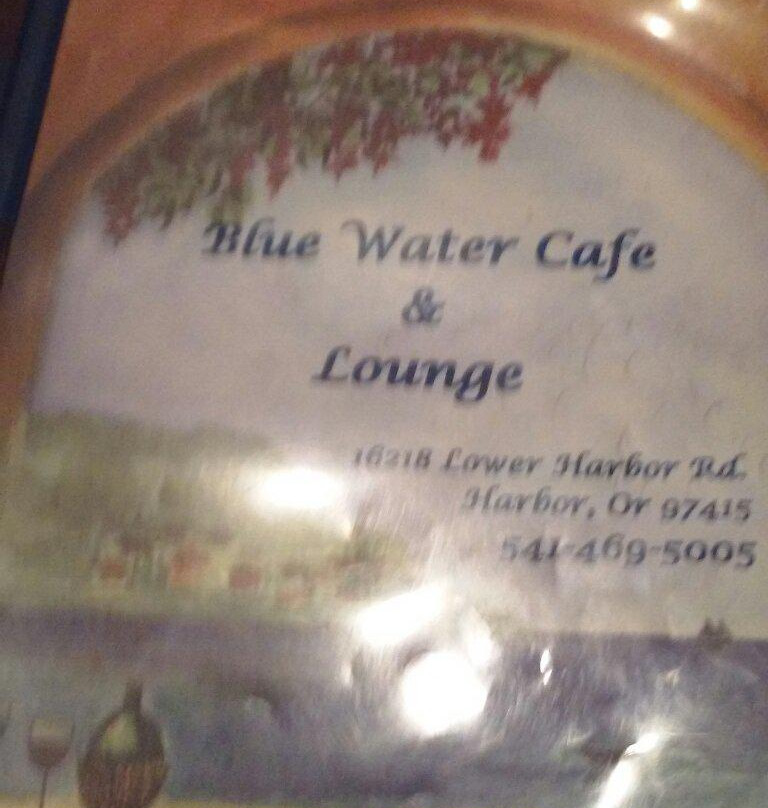 Blue Water Cafe
&
Lounge
16218 Lower Harbor Rd.
Harbor, Or 97415
541-469-5005